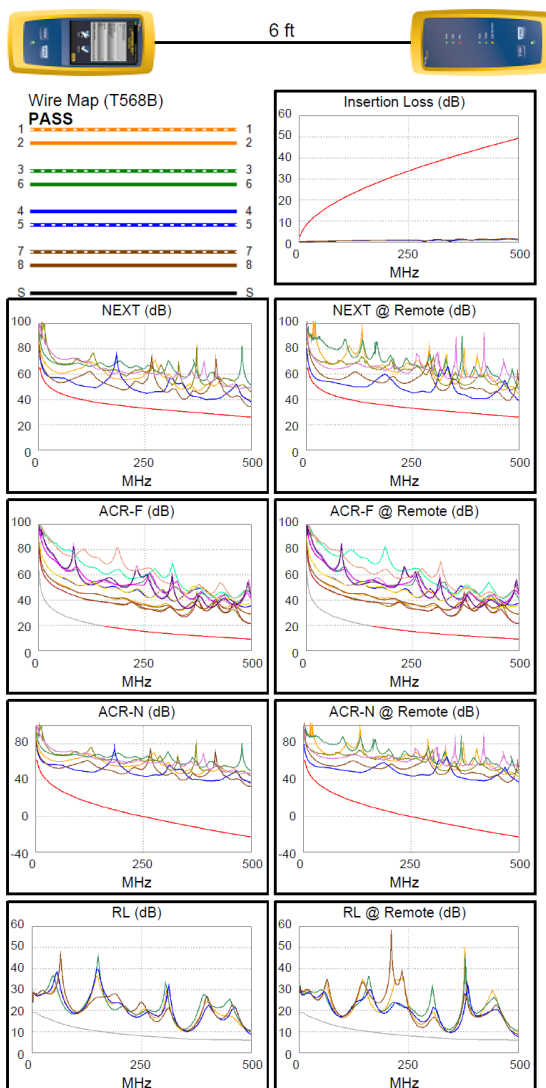 6 ft
Wire Map (T568B)
PASS
1 1
2 2
3 3
6 6
4 4
5 5
7 7
8 8
S S
Insertion Loss (dB)
60
50
40
30
20
10
0
0 250 500
MHz
NEXT (dB)
100
80
60
40
20
0
0 250 500
MHz
NEXT @ Remote (dB)
100
80
60
40
20
0
0 250 500
MHz
ACR-F (dB)
100
80
60
40
20
0
0 250 500
MHz
ACR-F @ Remote (dB)
100
80
60
40
20
0
0 250 500
MHz
ACR-N (dB)
80
40
0
-40
0 250 500
MHz
ACR-N @ Remote (dB)
80
40
0
-40
0 250 500
MHz
RL (dB)
60
50
40
30
20
10
0
0 250 500
MHz
RL @ Remote (dB)
60
50
40
30
20
10
0
0 250 500
MHz